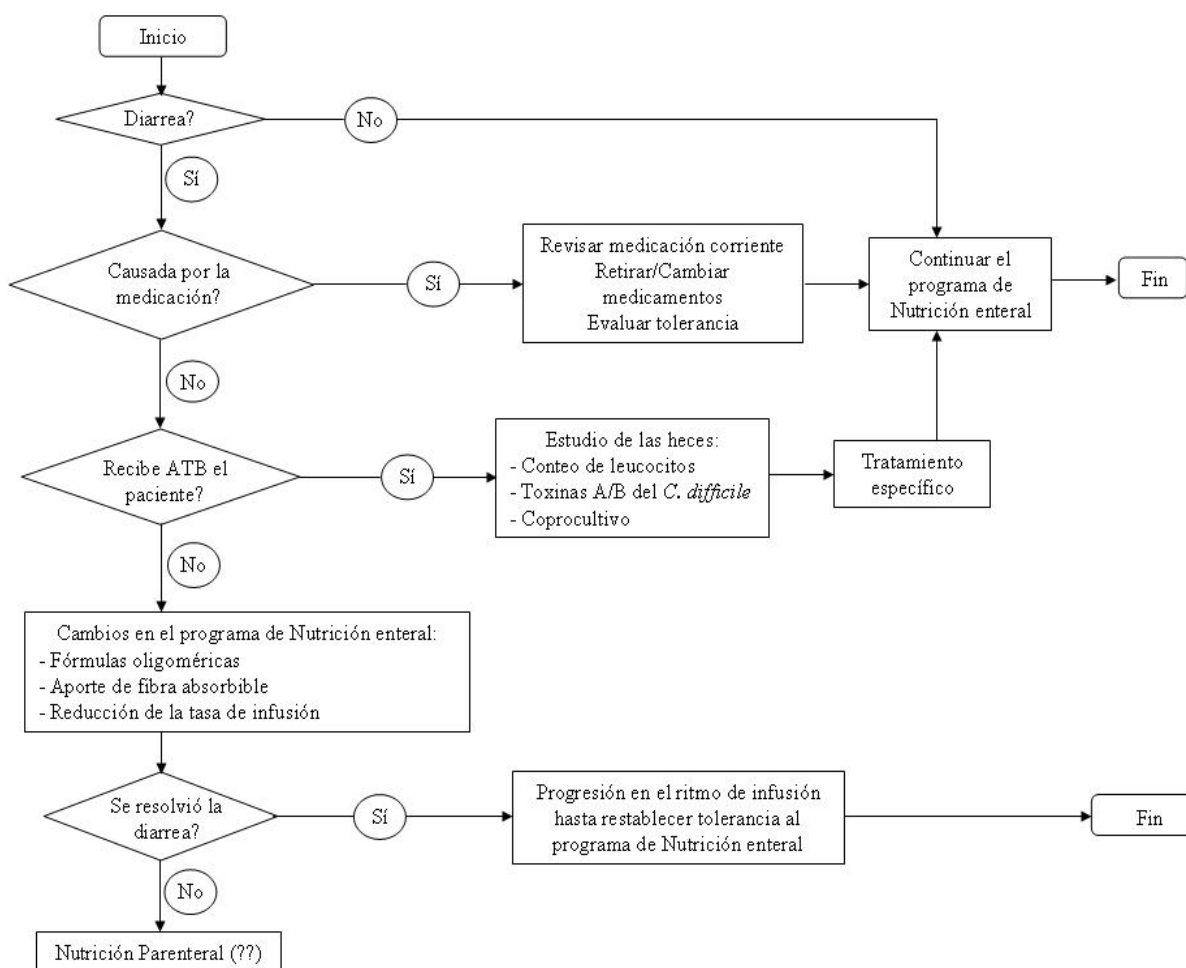 Inicio
Diarrea?
No
Sí
Causada por la
medicación?
Sí
Revisar medicación corriente
Retirar/Cambiar
medicamentos
Evaluar tolerancia
Continuar el
programa de
Nutrición enteral
Fin
No
Recibe ATB el
paciente?
Sí
Estudio de las heces:
- Conteo de leucocitos
- Toxinas A/B del C. difficile
- Coprocultivo
Tratamiento
específico
No
Cambios en el programa de Nutrición enteral:
- Fórmulas oligoméricas
- Aporte de fibra absorbible
- Reducción de la tasa de infusión
Se resolvió la
diarrea?
Sí
Progresión en el ritmo de infusión
hasta restablecer tolerancia al
programa de Nutrición enteral
Fin
No
Nutrición Parenteral (??)